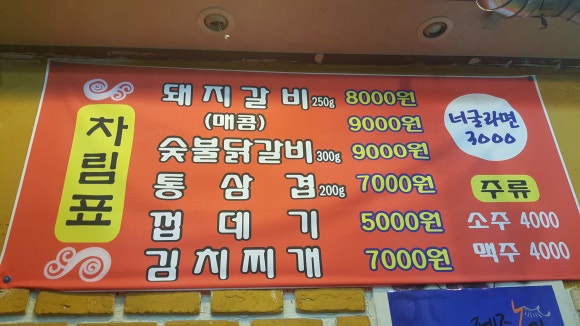 차림표
돼지갈비 250g 8000원
(매콤) 9000원
숯불닭갈비 300g 9000원
통삼겹 200g 7000원
껍데기 5000원
김치찌개 7000원
너구리라면
3000
주류
소주 4000
맥주 4000